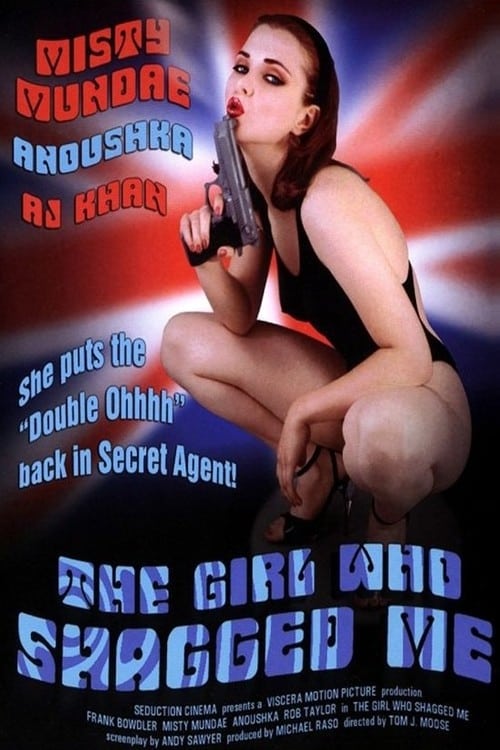 MISTY
MUNDAE
ANOUSHKA
AJ KHAN
She puts the
"Double Ohhhh"
back in Secret Agent!
THE GIRL WHO
SHAGGED ME
SEDUCTION CINEMA presents a VISCERA MOTION PICTURE production
FRANK BOWDLER MISTY MUNDAE ANOUSHKA ROB TAYLOR in THE GIRL WHO SHAGGED ME
screenplay by ANDY SAWYER produced by MICHAEL RASO directed by TOM J. MOOSE